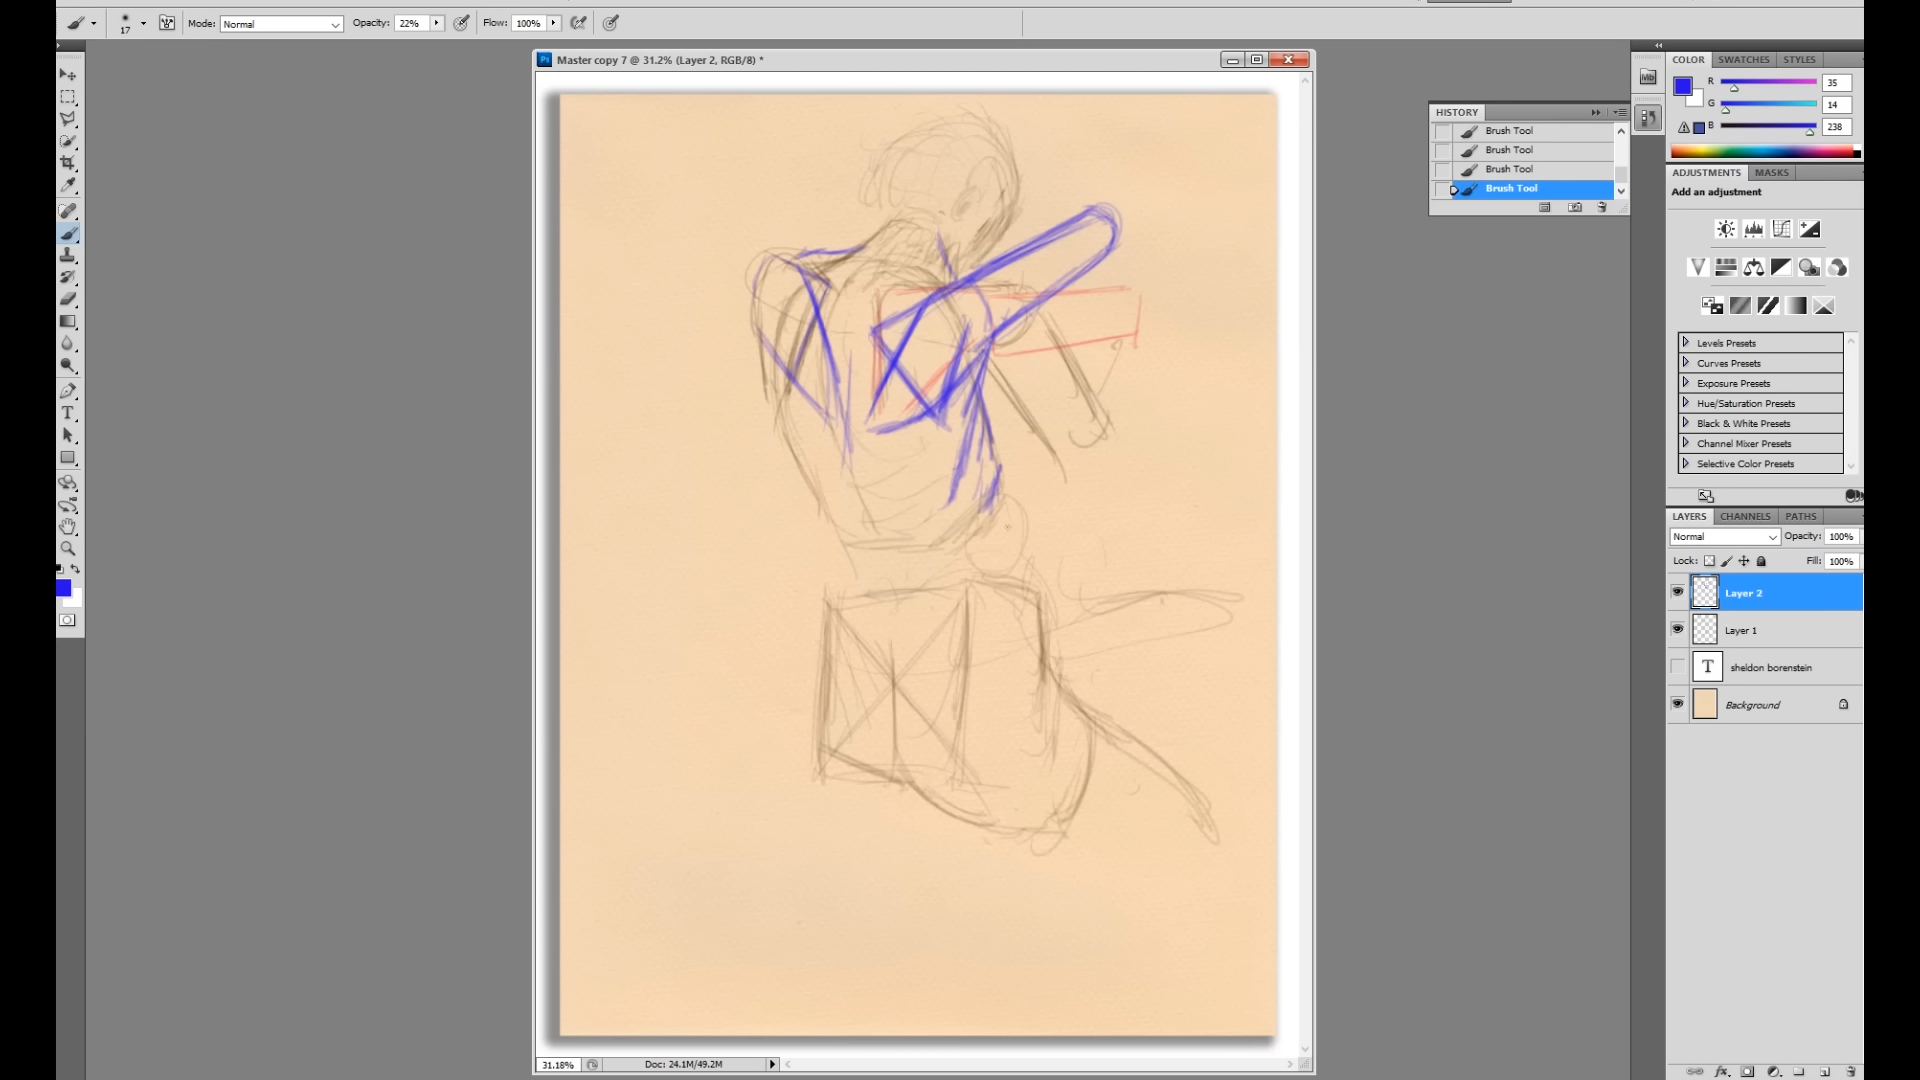 17
Mode: Normal
Opacity: 22%
Flow: 100%
Ps Master copy 7 @ 31.2% (Layer 2, RGB/8) *
HISTORY
Brush Tool
Brush Tool
Brush Tool
Brush Tool
Mb
COLOR SWATCHES STYLES
R 35
G 14
B 238
ADJUSTMENTS MASKS
Add an adjustment
Levels Presets
Curves Presets
Exposure Presets
Hue/Saturation Presets
Black & White Presets
Channel Mixer Presets
Selective Color Presets
LAYERS CHANNELS PATHS
Normal Opacity: 100%
Lock: Fill: 100%
Layer 2
Layer 1
T sheldon borenstein
Background
T
31.18% Doc: 24.1M/49.2M
fx